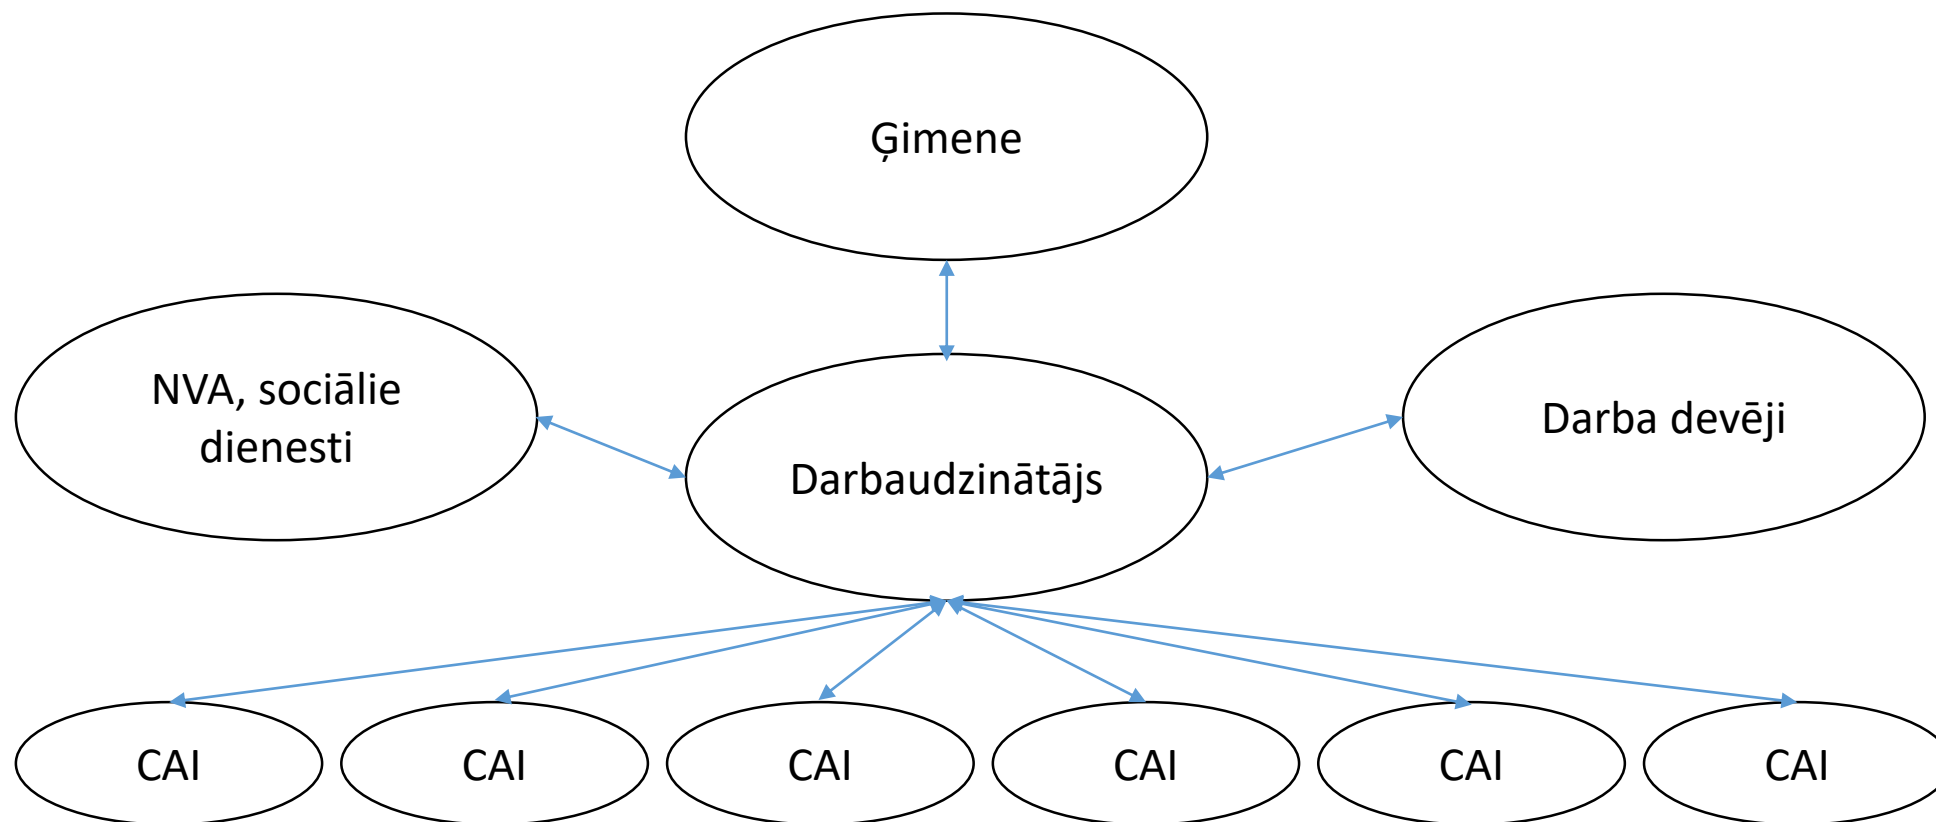 Ģimene
NVA, sociālie
dienesti
Darba devēji
Darbaudzinātājs
CAI
CAI
CAI
CAI
CAI
CAI